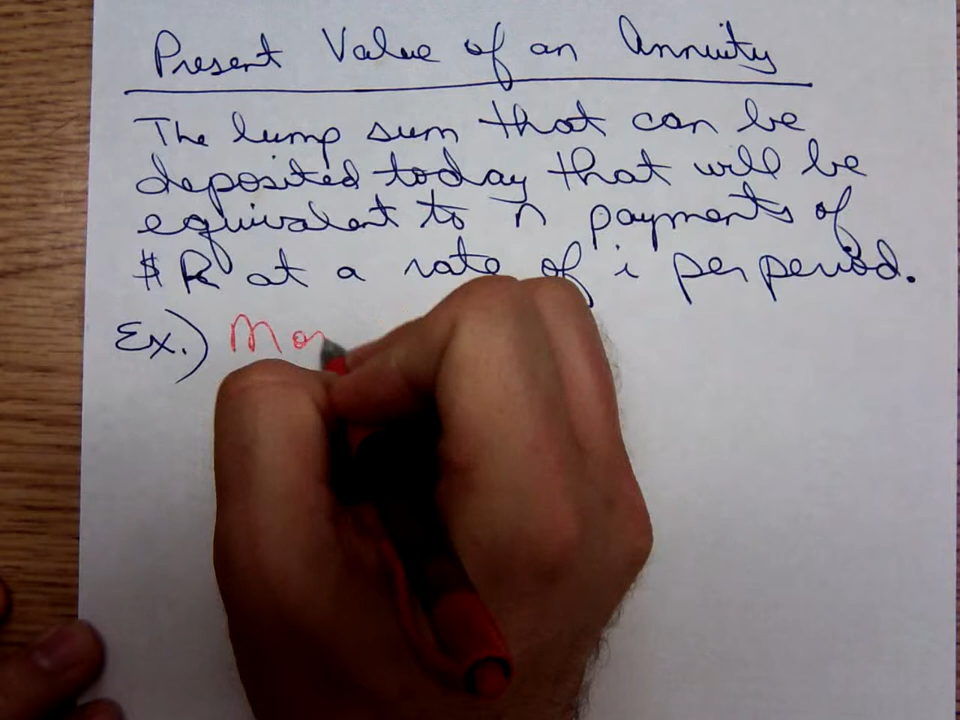 Present Value of an Annuity
The lump sum that can be
deposited today that will be
equivalent to n payments of
$R at a rate of i per period.
Ex.) Mon